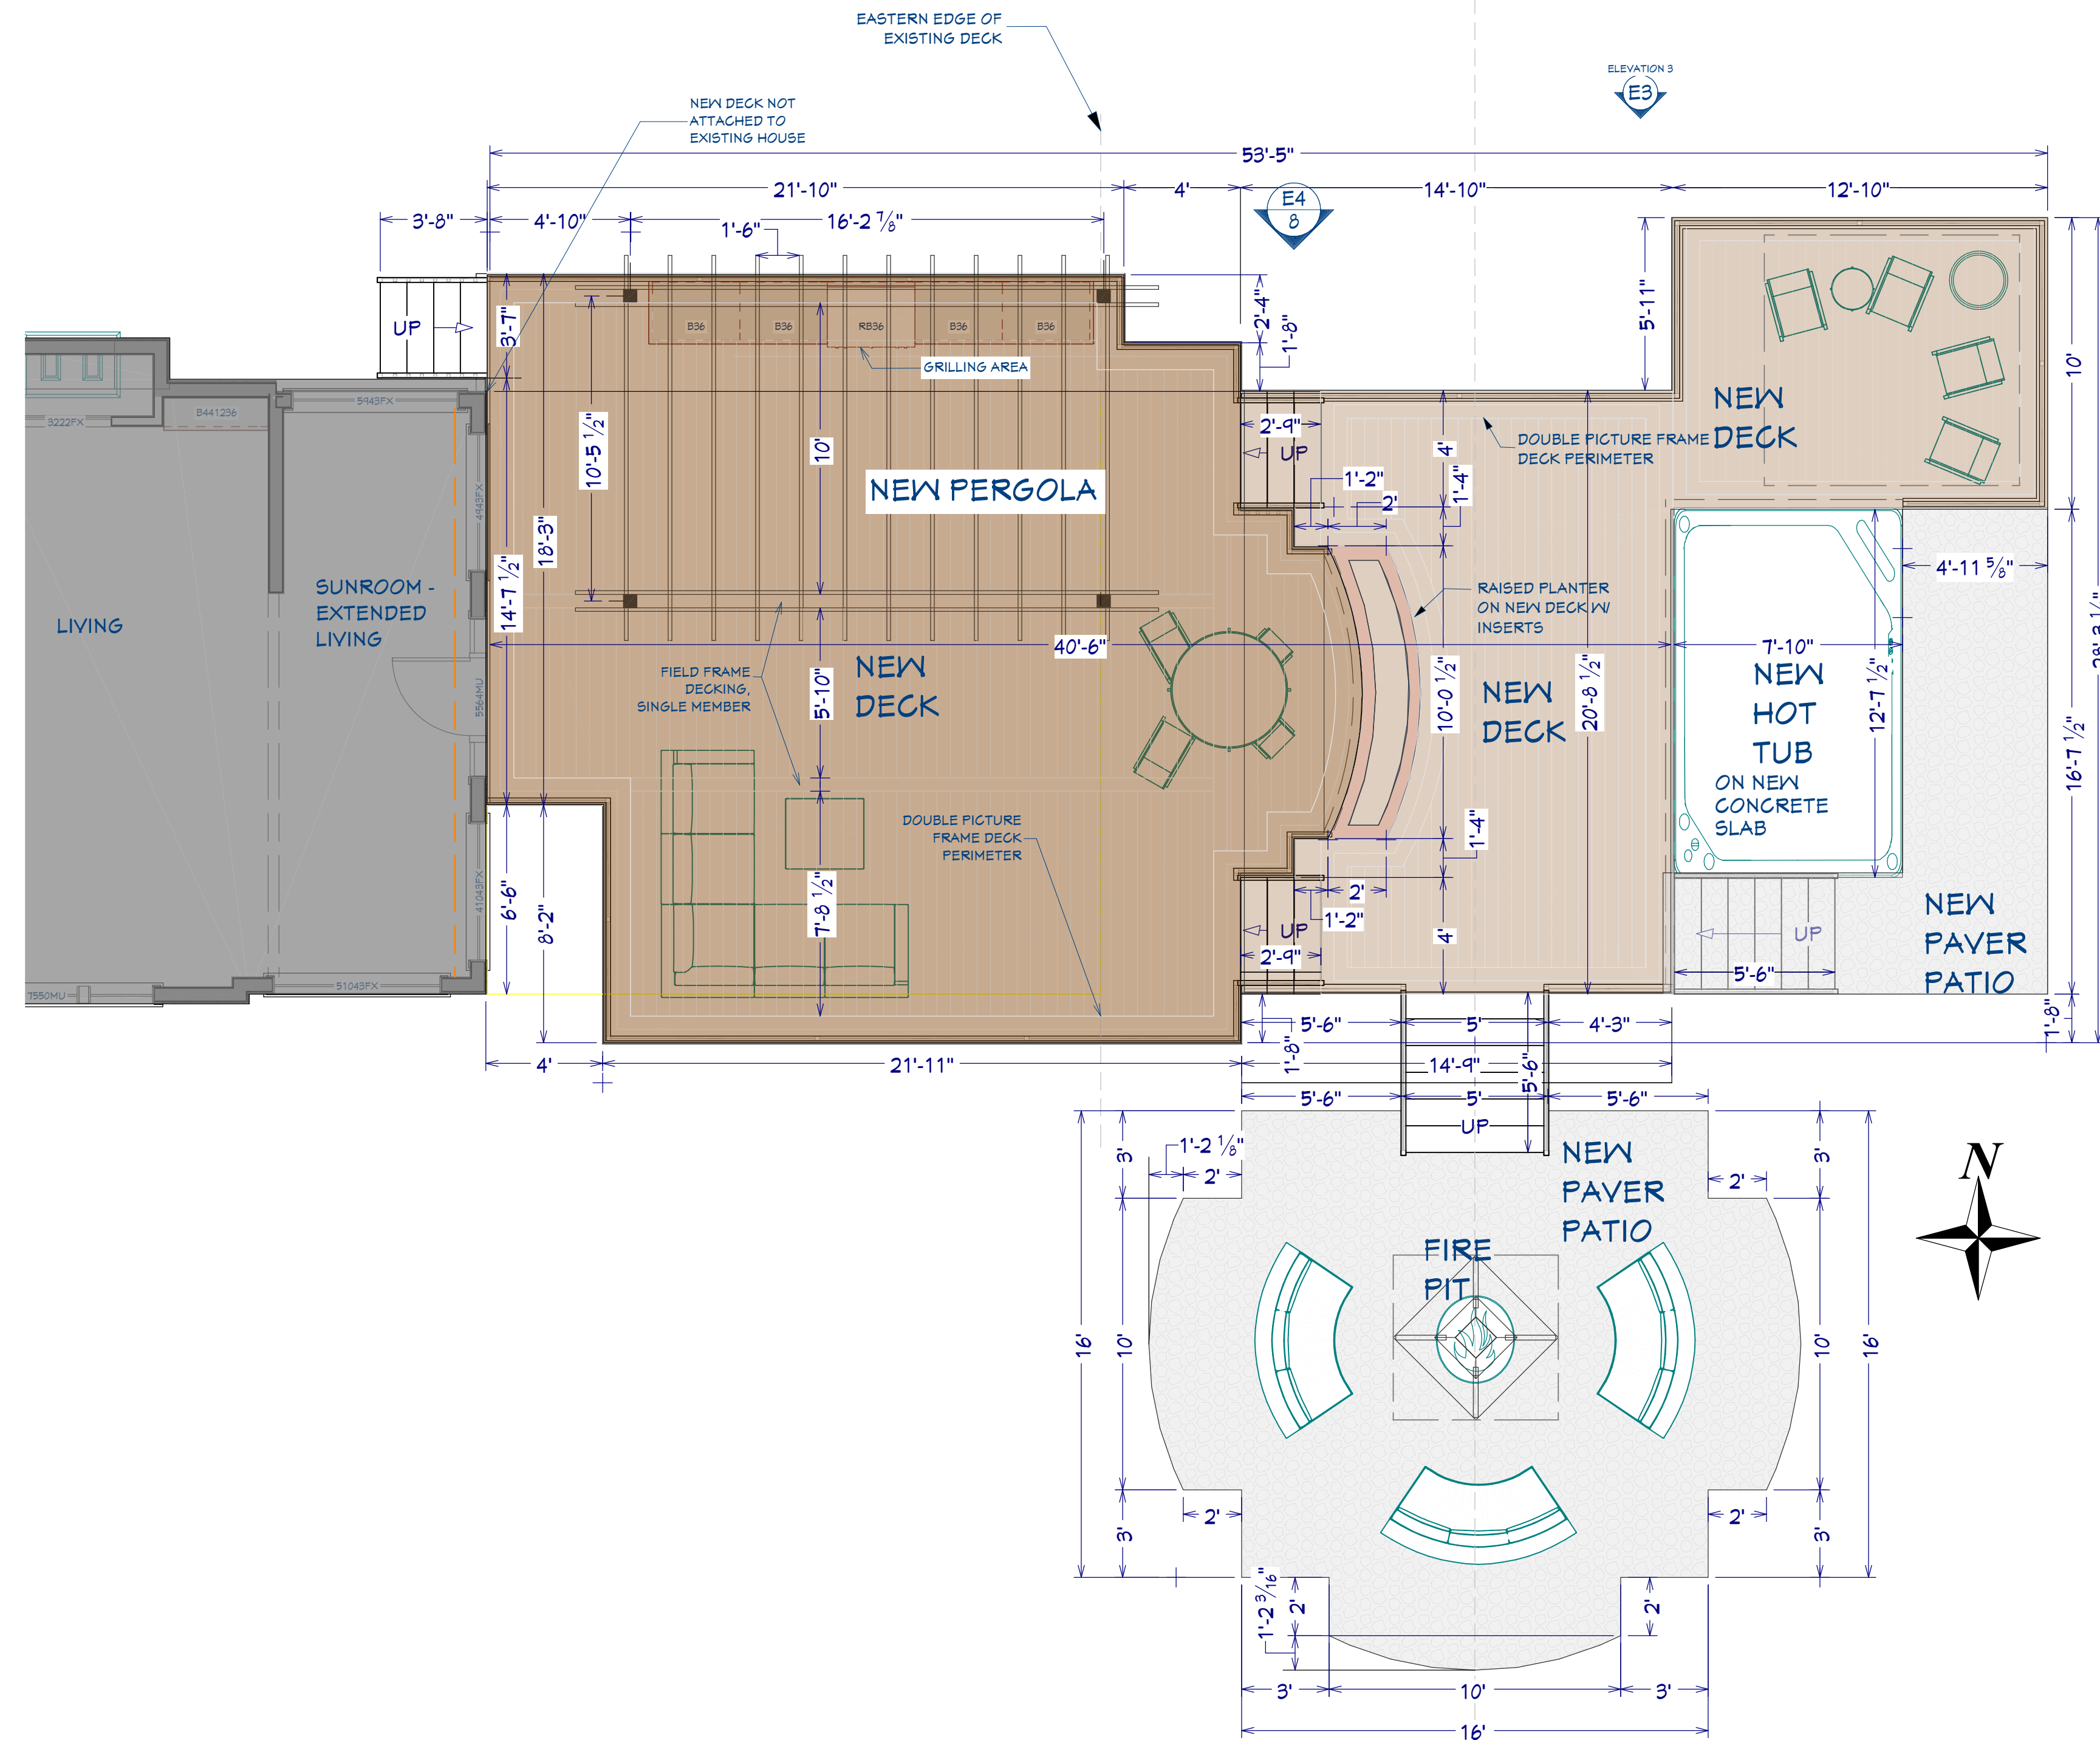 EASTERN EDGE OF
EXISTING DECK
ELEVATION 3
E3
NEW DECK NOT
ATTACHED TO
EXISTING HOUSE
53'-5"
21'-10"
4'
14'-10"
12'-10"
E4
8
3'-8"
4'-10"
16'-2 7/8"
1'-6"
UP
3'-7"
2'-4"
1'-8"
5'-11"
10'
B36
B36
RB36
B36
B36
GRILLING AREA
5943FX
B441236
3222FX
4943FX
10'-5 1/2"
10'
18'-3"
14'-7 1/2"
NEW PERGOLA
2'-9"
UP
4'
1'-2"
2'
1'-4"
DOUBLE PICTURE FRAME
DECK PERIMETER
NEW
DECK
LIVING
SUNROOM -
EXTENDED
LIVING
4'-11 5/8"
RAISED PLANTER
ON NEW DECK W/
INSERTS
40'-6"
7'-10"
FIELD FRAME
DECKING,
SINGLE MEMBER
NEW
DECK
5'-10"
5564MU
10'-0 1/2"
NEW
DECK
20'-8 1/2"
NEW
HOT
TUB
ON NEW
CONCRETE
SLAB
12'-7 1/2"
16'-7 1/2"
DOUBLE PICTURE
FRAME DECK
PERIMETER
7'-8 1/2"
6'-6"
8'-2"
41043FX
1'-4"
2'
1'-2"
UP
2'-9"
4'
UP
5'-6"
NEW
PAVER
PATIO
7550MU
51043FX
1'-8"
5'-6"
5'
4'-3"
1'-8"
4'
21'-11"
14'-9"
5'-6"
5'-6"
5'
5'-6"
UP
NEW
PAVER
PATIO
3'
1'-2 1/8"
2'
2'
3'
N
FIRE
PIT
16'
10'
10'
16'
2'
3'
2'
3'
1'-2 3/16"
2'
2'
3'
10'
3'
16'